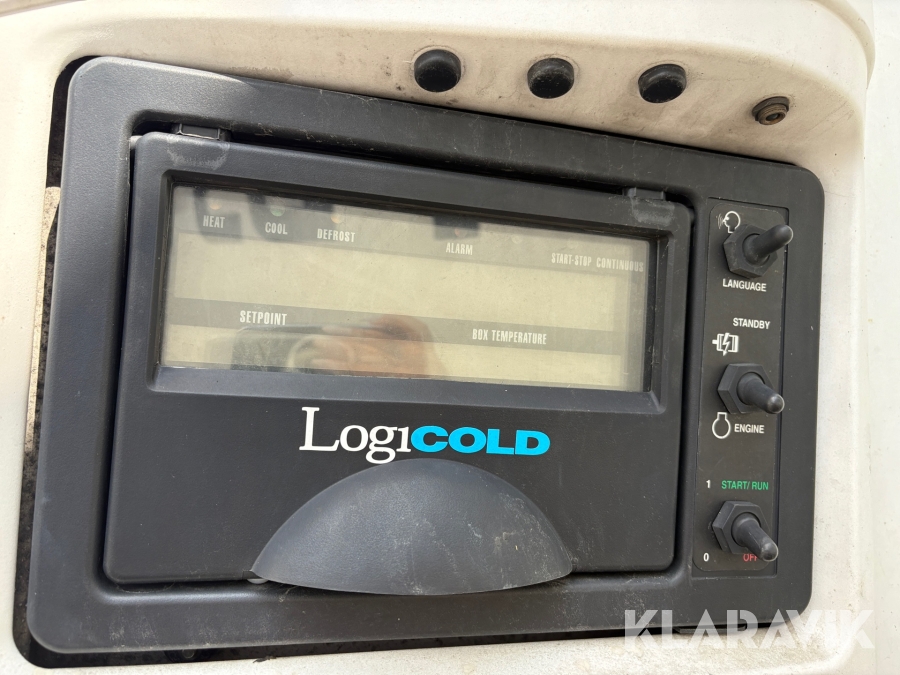 HEAT COOL DEFROST ALARM START-STOP CONTINUOUS
SETPOINT BOX TEMPERATURE
LOGICOLD
LANGUAGE
STANDBY
ENGINE
1 START/RUN
0 OFF
KLARAVIK